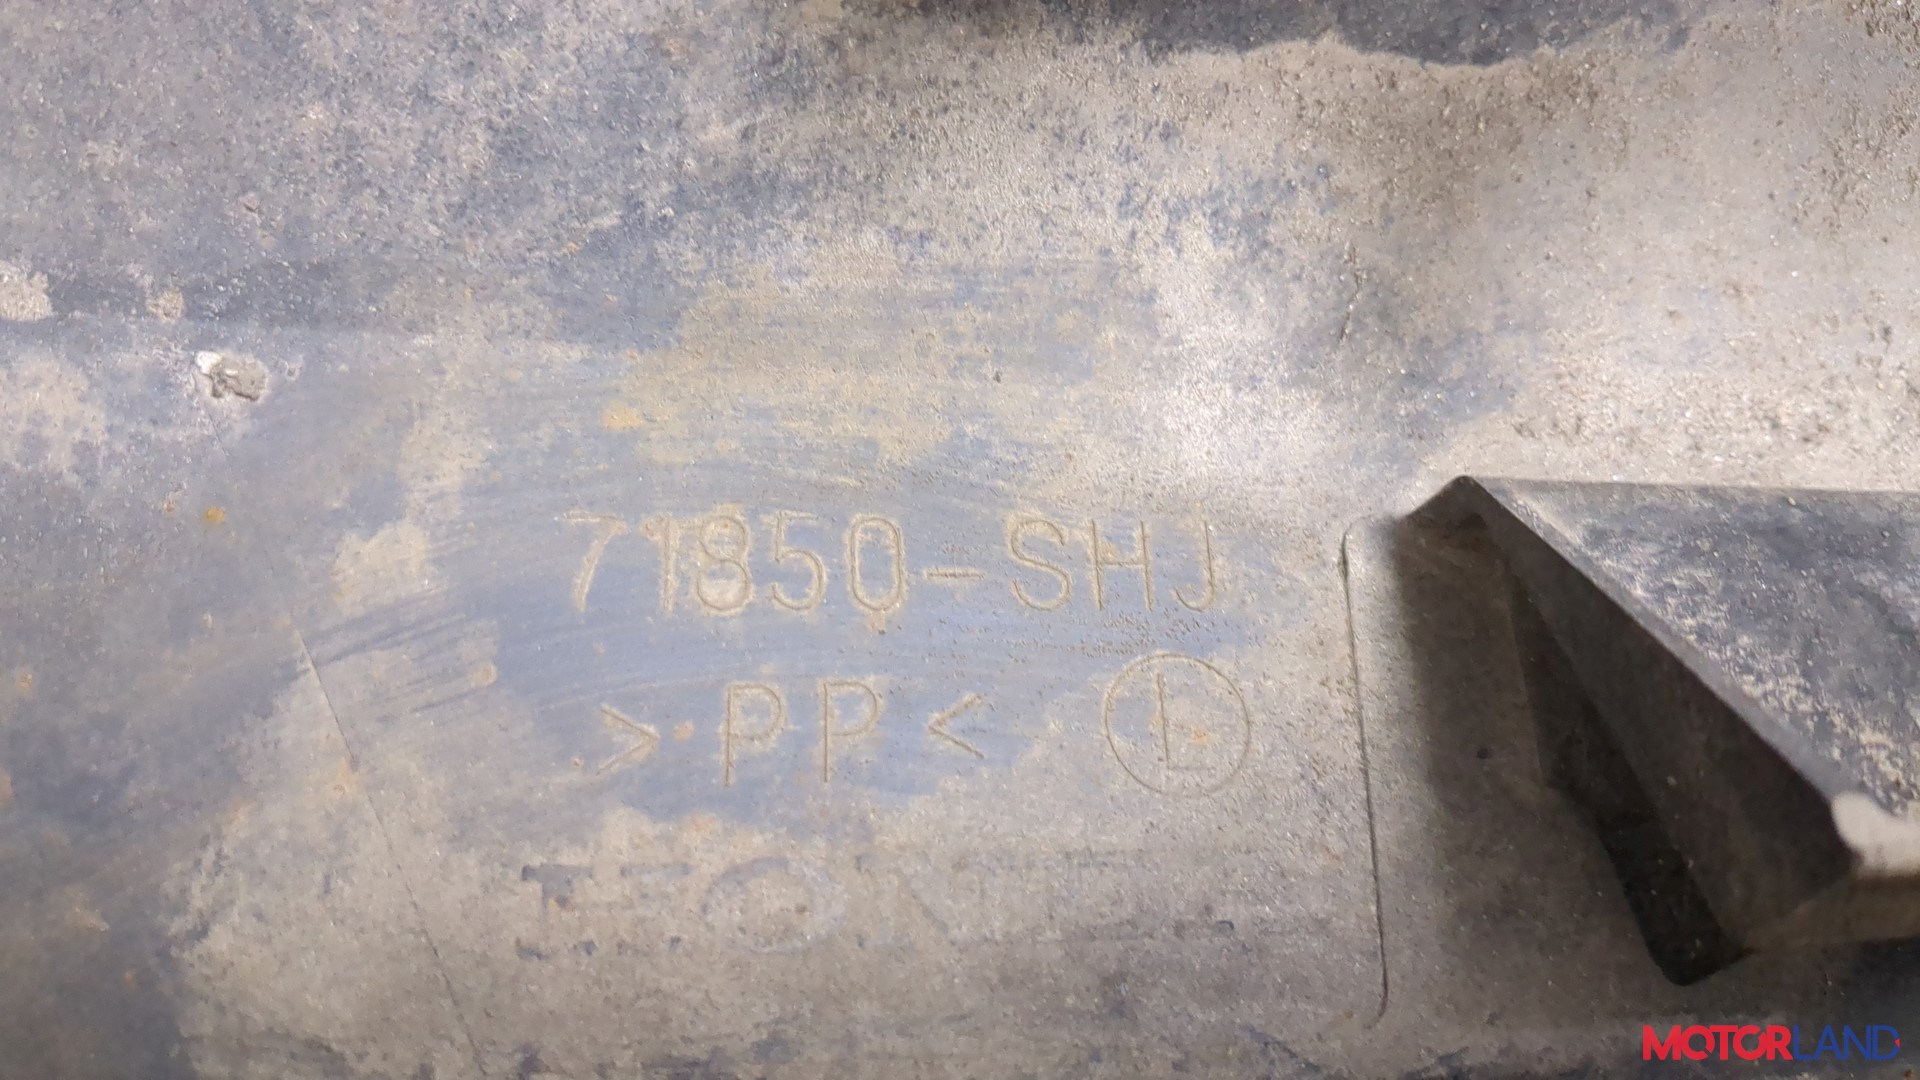 71850-SHJ
>PP< L
MOTORLAND